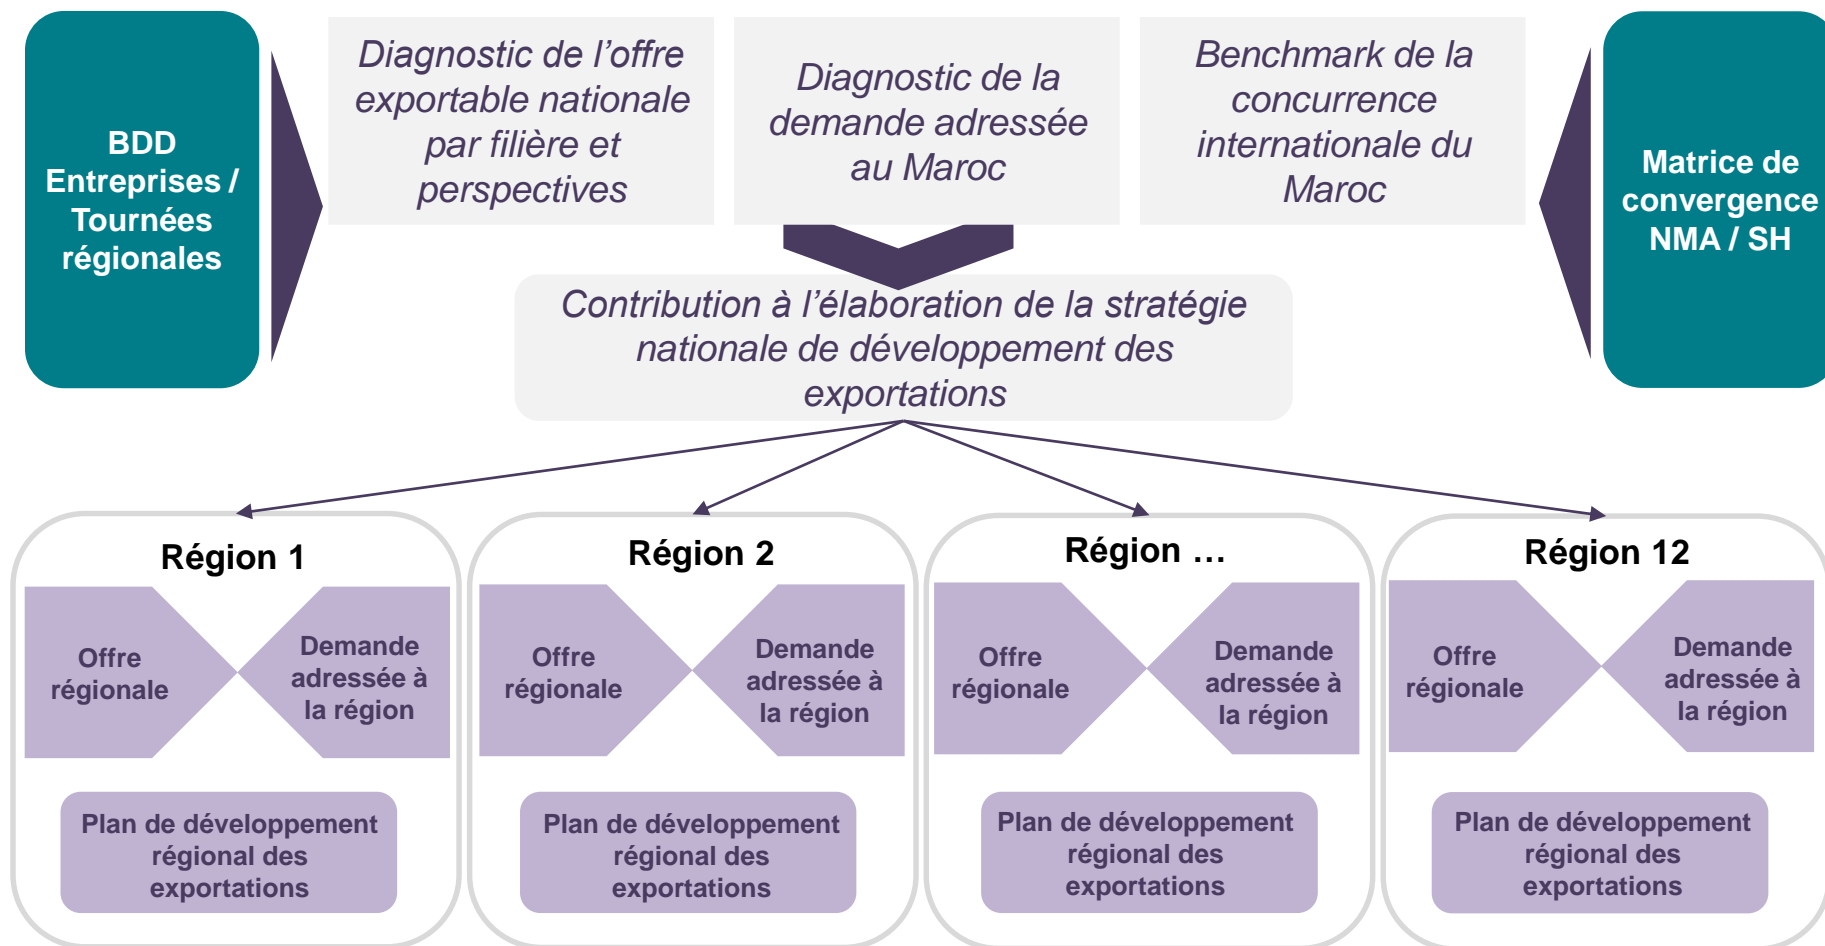 BDD
Entreprises /
Tournées
régionales
Diagnostic de l’offre
exportable nationale
par filière et
perspectives
Diagnostic de la
demande adressée
au Maroc
Benchmark de la
concurrence
internationale du
Maroc
Matrice de
convergence
NMA / SH
Contribution à l’élaboration de la stratégie
nationale de développement des
exportations
Région 1
Offre
régionale
Demande
adressée à
la région
Plan de développement
régional des
exportations
Région 2
Offre
régionale
Demande
adressée à
la région
Plan de développement
régional des
exportations
Région …
Offre
régionale
Demande
adressée à
la région
Plan de développement
régional des
exportations
Région 12
Offre
régionale
Demande
adressée à
la région
Plan de développement
régional des
exportations